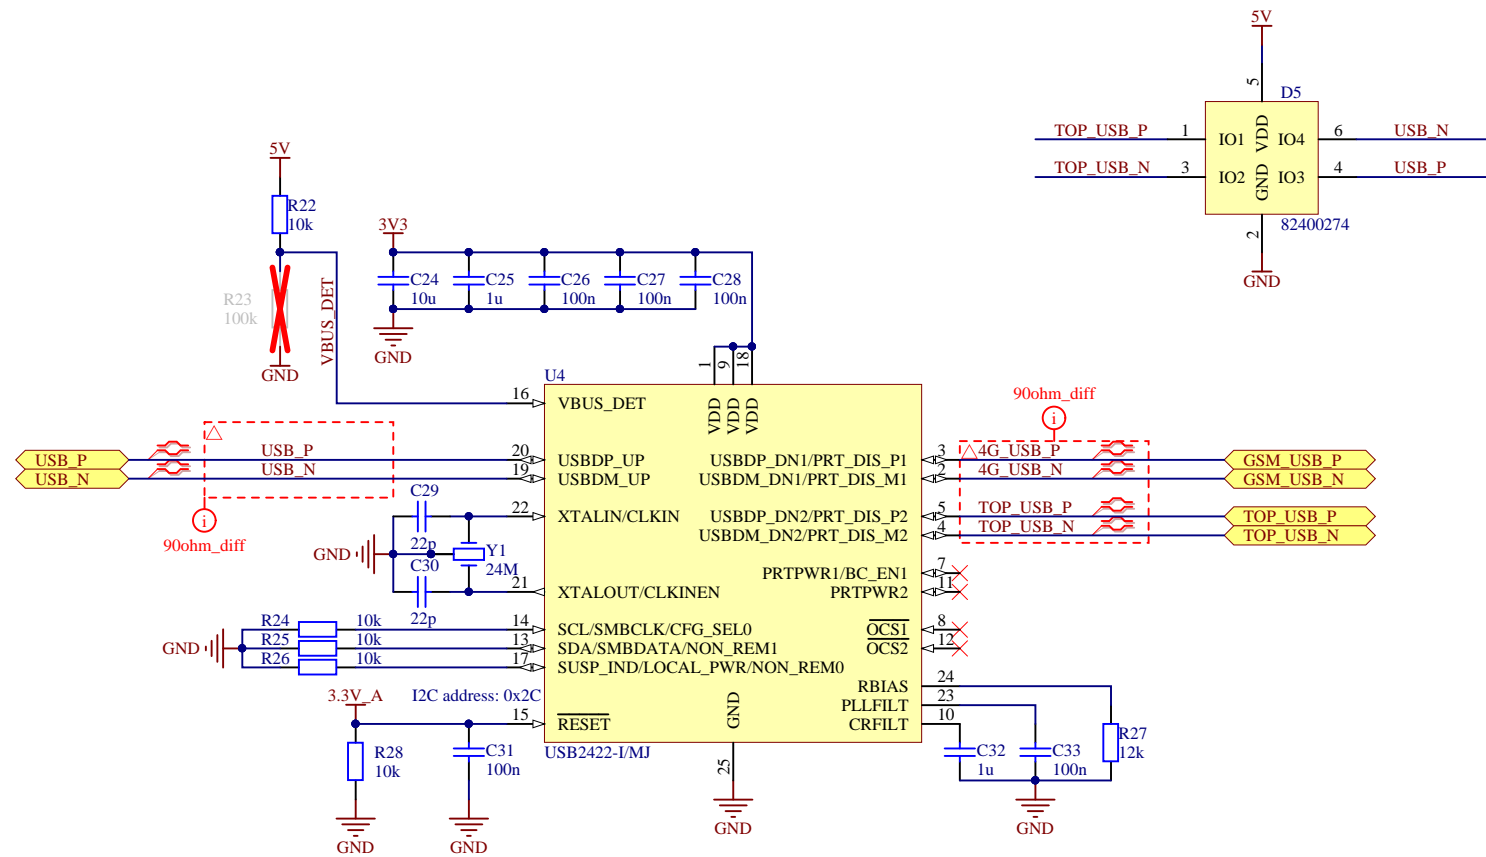 5V
5
D5
TOP_USB_P 1 IO1 VDD IO4 6 USB_N
TOP_USB_N 3 IO2 GND IO3 4 USB_P
2
82400274
GND
5V
R22
10k
R23
100k
GND
VBUS_DET
3V3
C24
10u
C25
1u
C26
100n
C27
100n
C28
100n
GND
1
9
18
U4
VDD
VDD
VDD
16 VBUS_DET
USB_P USB_P 20 USBDP_UP
USB_N USB_N 19 USBDM_UP
i
90ohm_diff
C29
22p
22 XTALIN/CLKIN
GND
Y1
24M
C30
22p
21 XTALOUT/CLKINEN
R24 10k 14 SCL/SMBCLK/CFG_SEL0
GND R25 10k 13 SDA/SMBDATA/NON_REM1
R26 10k 17 SUSP_IND/LOCAL_PWR/NON_REM0
3.3V_A
I2C address: 0x2C
15 RESET
R28
10k
C31
100n
GND
GND
USB2422-I/MJ
GND
25
GND
90ohm_diff
i
USBDP_DN1/PRT_DIS_P1 3 4G_USB_P GSM_USB_P
USBDM_DN1/PRT_DIS_M1 2 4G_USB_N GSM_USB_N
USBDP_DN2/PRT_DIS_P2 5 TOP_USB_P TOP_USB_P
USBDM_DN2/PRT_DIS_M2 4 TOP_USB_N TOP_USB_N
PRTPWR1/BC_EN1 7
PRTPWR2 11
OCS1 8
OCS2 12
RBIAS 24
PLLFILT 23
CRFILT 10
C32
1u
C33
100n
R27
12k
GND